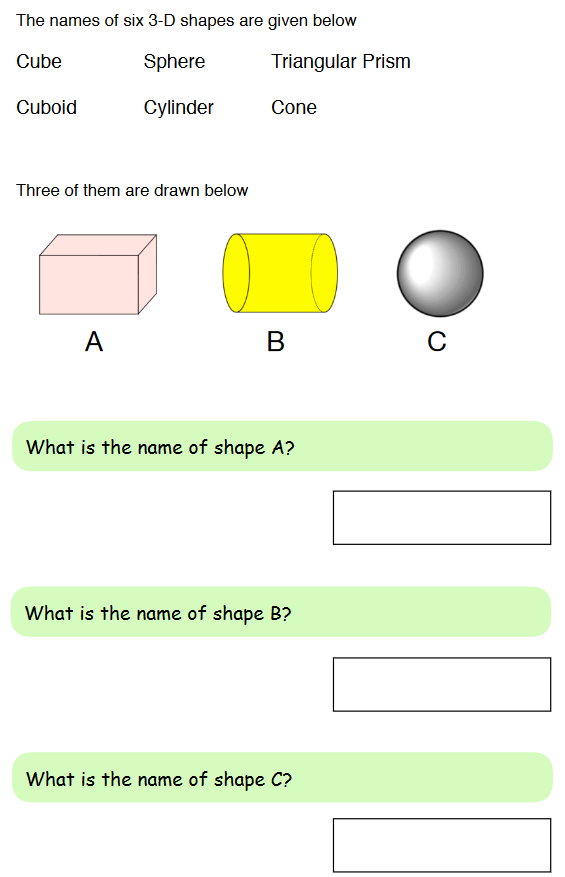 The names of six 3-D shapes are given below
Cube Sphere Triangular Prism
Cuboid Cylinder Cone
Three of them are drawn below
A B C
What is the name of shape A?
What is the name of shape B?
What is the name of shape C?